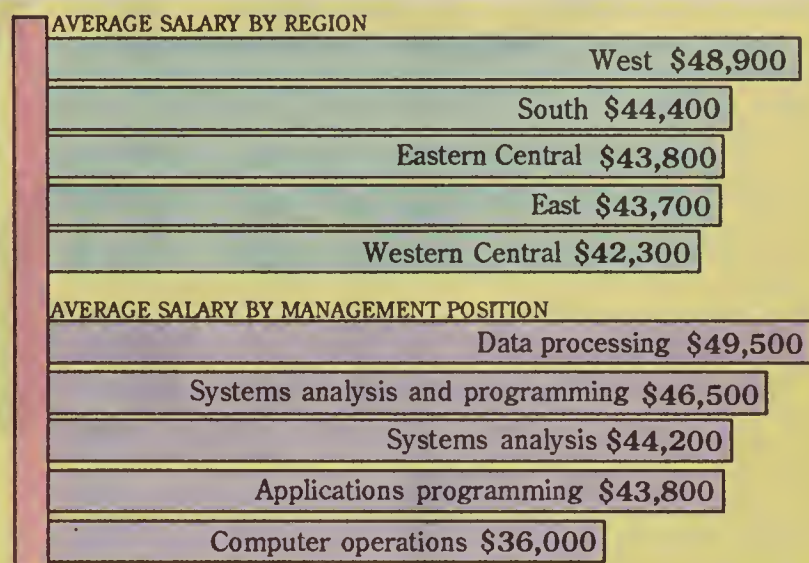 AVERAGE SALARY BY REGION
West $48,900
South $44,400
Eastern Central $43,800
East $43,700
Western Central $42,300
AVERAGE SALARY BY MANAGEMENT POSITION
Data processing $49,500
Systems analysis and programming $46,500
Systems analysis $44,200
Applications programming $43,800
Computer operations $36,000